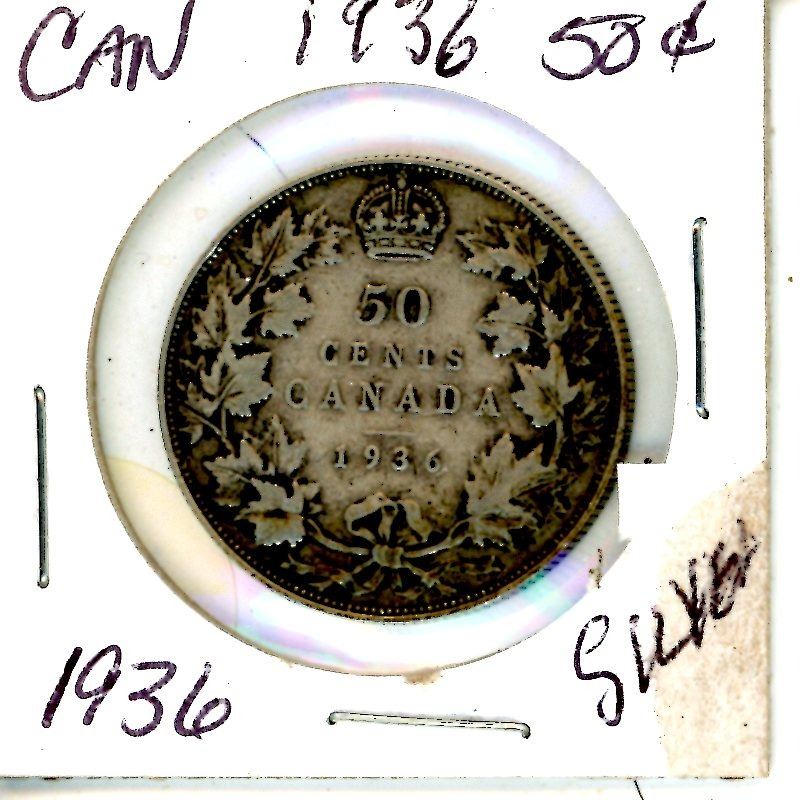 CAN 1936 50¢
50
CENTS
CANADA
1936
1936 SILVER